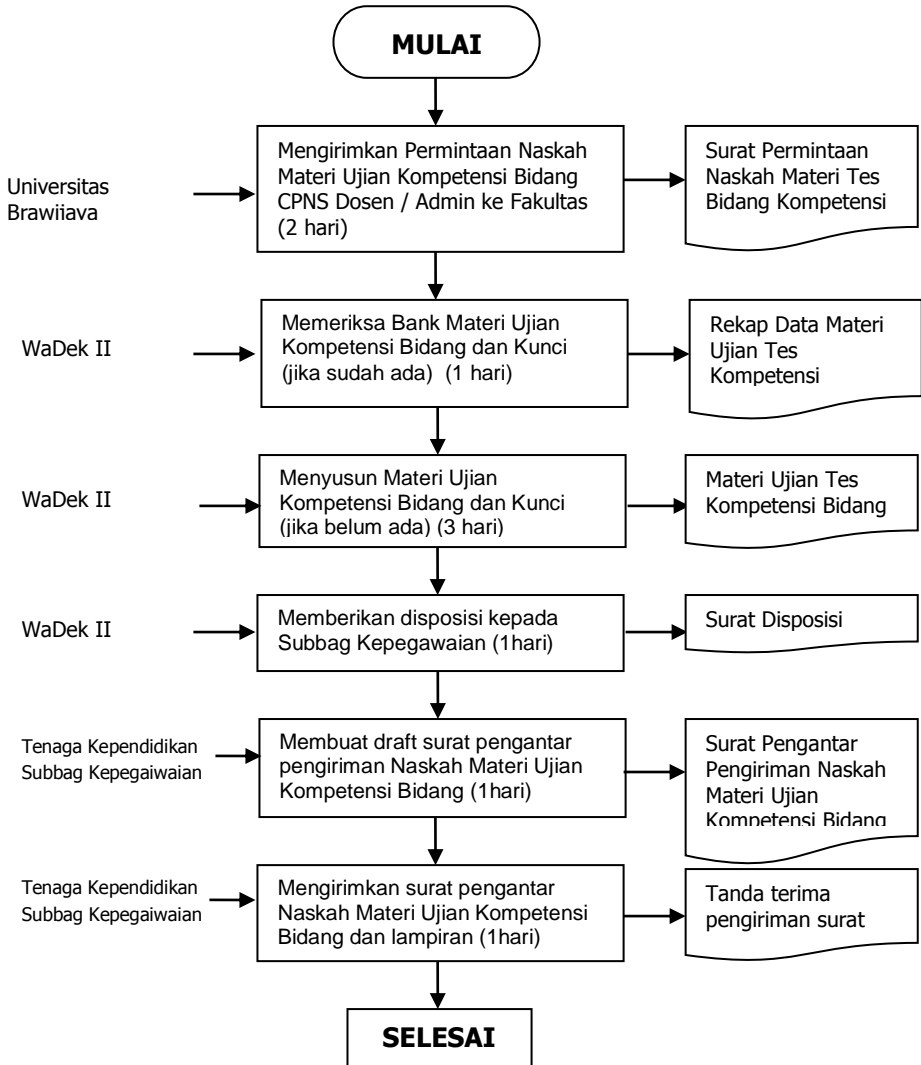 MULAI
Universitas
Brawiiava
Mengirimkan Permintaan Naskah
Materi Ujian Kompetensi Bidang
CPNS Dosen / Admin ke Fakultas
(2 hari)
Surat Permintaan
Naskah Materi Tes
Bidang Kompetensi
WaDek II
Memeriksa Bank Materi Ujian
Kompetensi Bidang dan Kunci
(jika sudah ada) (1 hari)
Rekap Data Materi
Ujian Tes
Kompetensi
WaDek II
Menyusun Materi Ujian
Kompetensi Bidang dan Kunci
(jika belum ada) (3 hari)
Materi Ujian Tes
Kompetensi Bidang
WaDek II
Memberikan disposisi kepada
Subbag Kepegawaian (1hari)
Surat Disposisi
Tenaga Kependidikan
Subbag Kepegaiwaian
Membuat draft surat pengantar
pengiriman Naskah Materi Ujian
Kompetensi Bidang (1hari)
Surat Pengantar
Pengiriman Naskah
Materi Ujian
Kompetensi Bidang
Tenaga Kependidikan
Subbag Kepegaiwaian
Mengirimkan surat pengantar
Naskah Materi Ujian Kompetensi
Bidang dan lampiran (1hari)
Tanda terima
pengiriman surat
SELESAI